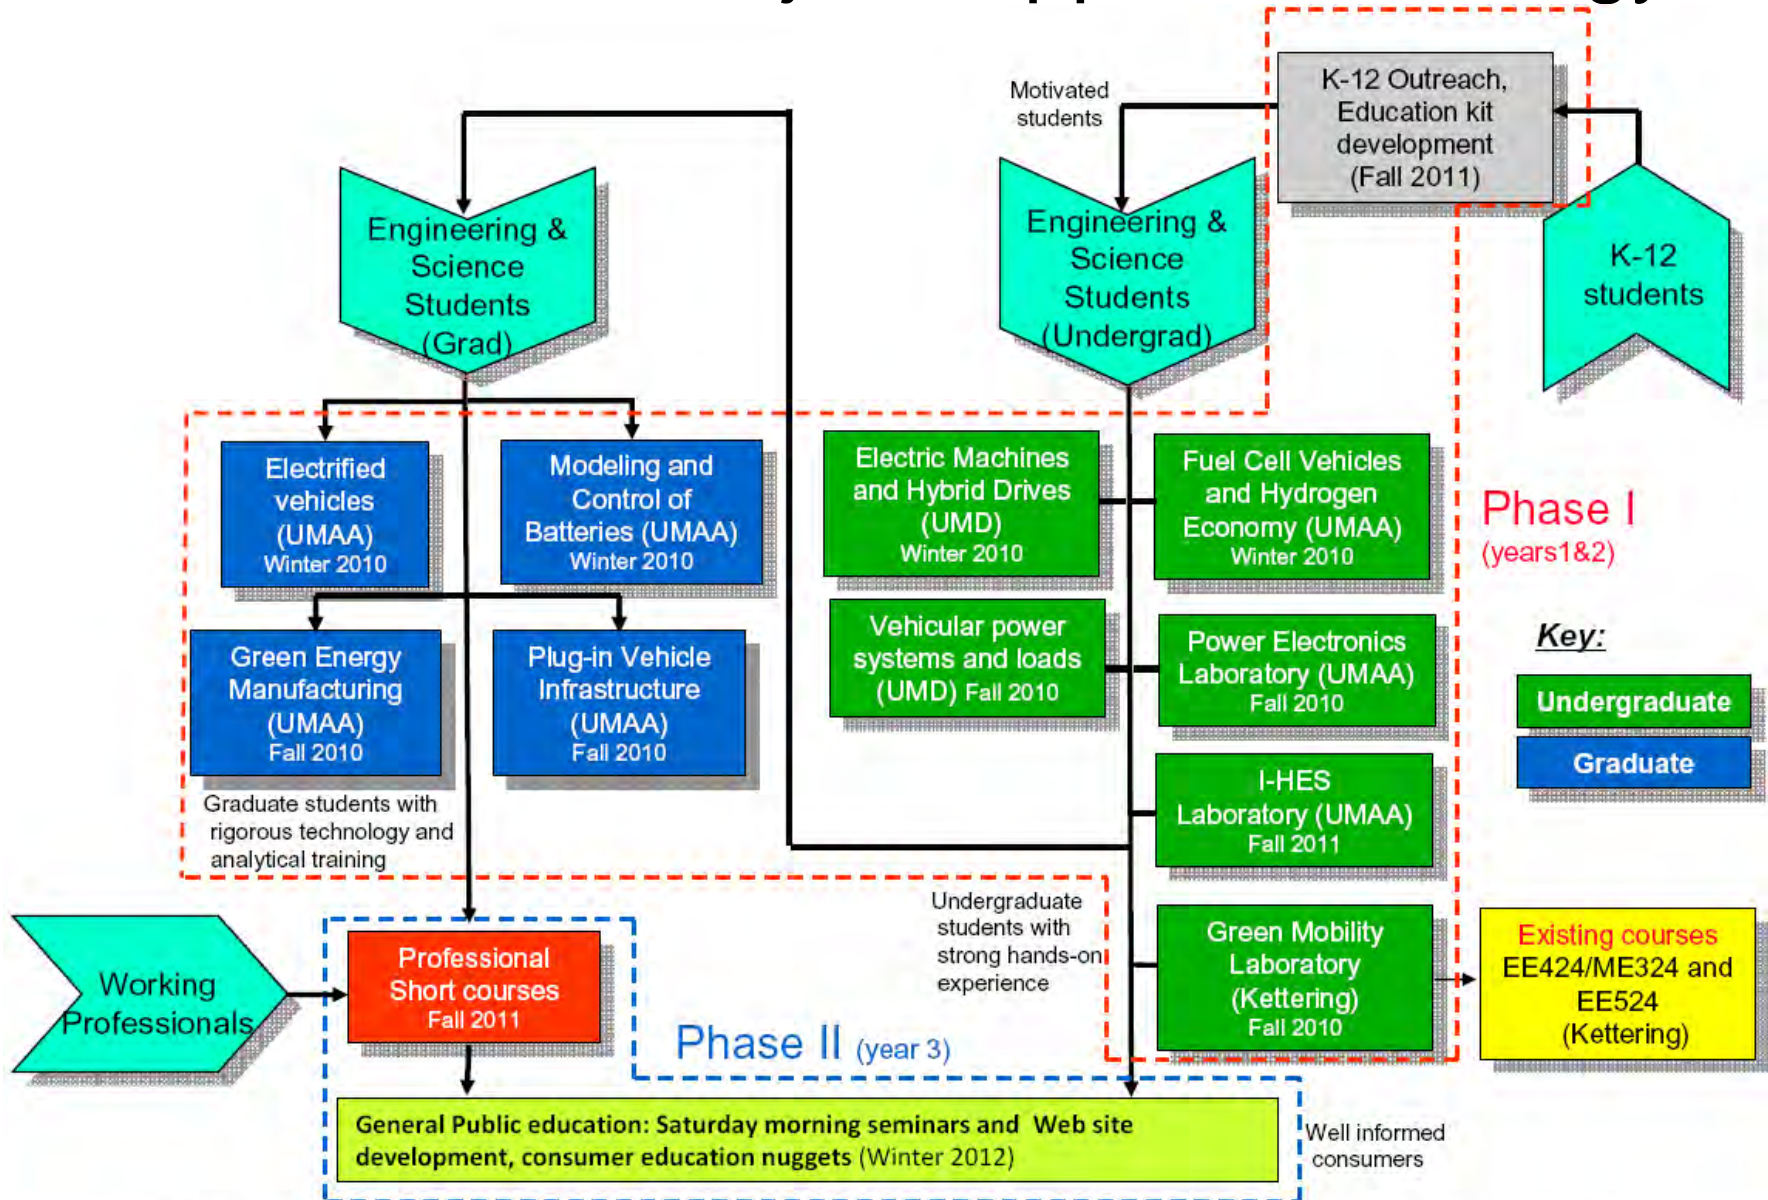 Motivated
students
K-12 Outreach,
Education kit
development
(Fall 2011)
Engineering &
Science
Students
(Grad)
Engineering &
Science
Students
(Undergrad)
K-12
students
Electrified
vehicles
(UMAA)
Winter 2010
Modeling and
Control of
Batteries (UMAA)
Winter 2010
Electric Machines
and Hybrid Drives
(UMD)
Winter 2010
Fuel Cell Vehicles
and Hydrogen
Economy (UMAA)
Winter 2010
Phase I
(years1&2)
Green Energy
Manufacturing
(UMAA)
Fall 2010
Plug-in Vehicle
Infrastructure
(UMAA)
Fall 2010
Vehicular power
systems and loads
(UMD) Fall 2010
Power Electronics
Laboratory (UMAA)
Fall 2010
Key:
Undergraduate
Graduate
Graduate students with
rigorous technology and
analytical training
I-HES
Laboratory (UMAA)
Fall 2011
Undergraduate
students with
strong hands-on
experience
Green Mobility
Laboratory
(Kettering)
Fall 2010
Existing courses
EE424/ME324 and
EE524
(Kettering)
Working
Professionals
Professional
Short courses
Fall 2011
Phase II (year 3)
General Public education: Saturday morning seminars and Web site
development, consumer education nuggets (Winter 2012)
Well informed
consumers